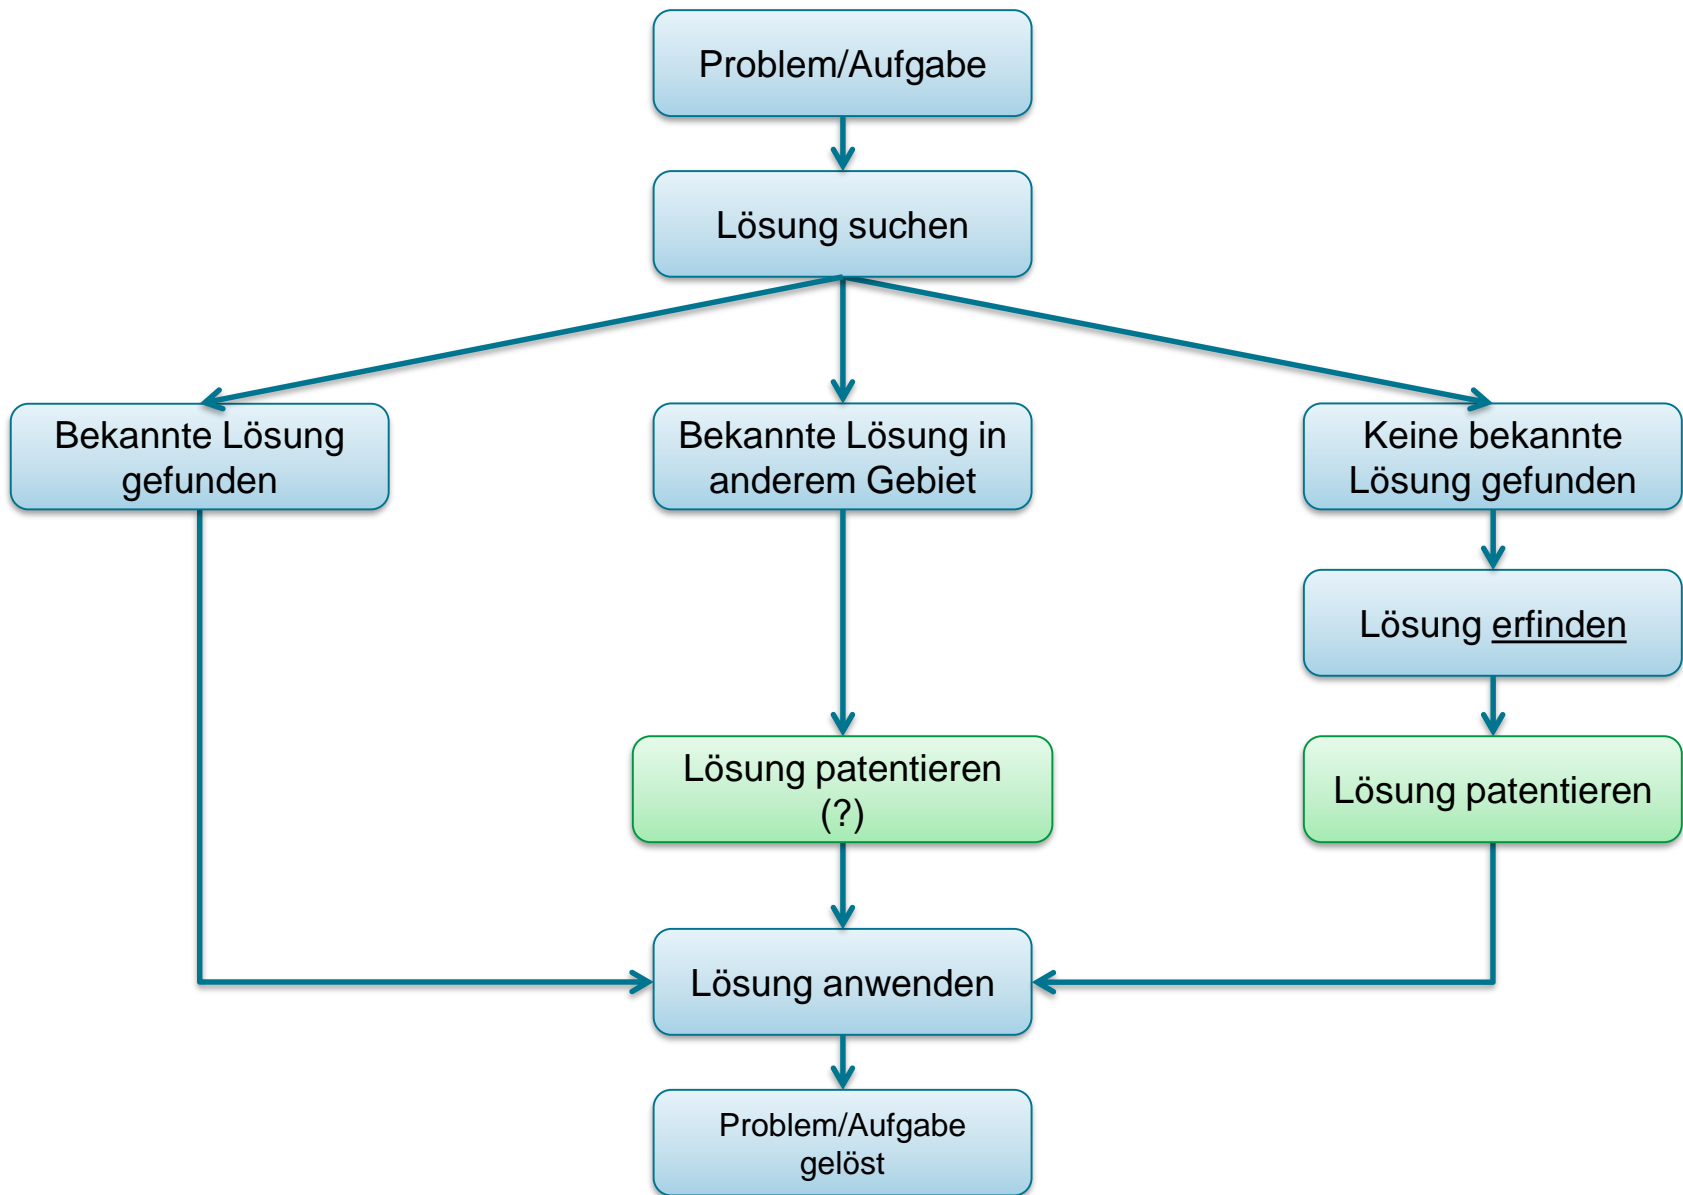 Problem/Aufgabe
Lösung suchen
Bekannte Lösung
gefunden
Bekannte Lösung in
anderem Gebiet
Keine bekannte
Lösung gefunden
Lösung erfinden
Lösung patentieren
(?)
Lösung patentieren
Lösung anwenden
Problem/Aufgabe
gelöst